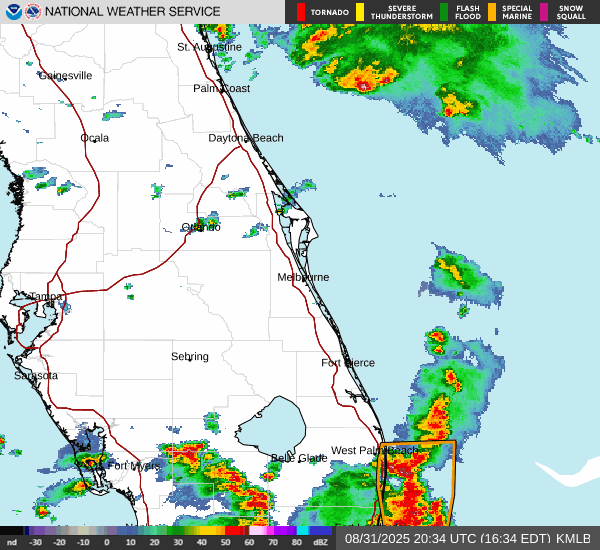 NATIONAL WEATHER SERVICE
TORNADO
SEVERE
THUNDERSTORM
FLASH
FLOOD
SPECIAL
MARINE
SNOW
SQUALL
St. Augustine
Gainesville
Palm Coast
Ocala
Daytona Beach
Orlando
Melbourne
Tampa
Sebring
Fort Pierce
Sarasota
West Palm Beach
Belle Glade
Fort Myers
nd -30 -20 -10 0 10 20 30 40 50 60 70 80 dBZ
08/31/2025 20:34 UTC (16:34 EDT) KMLB